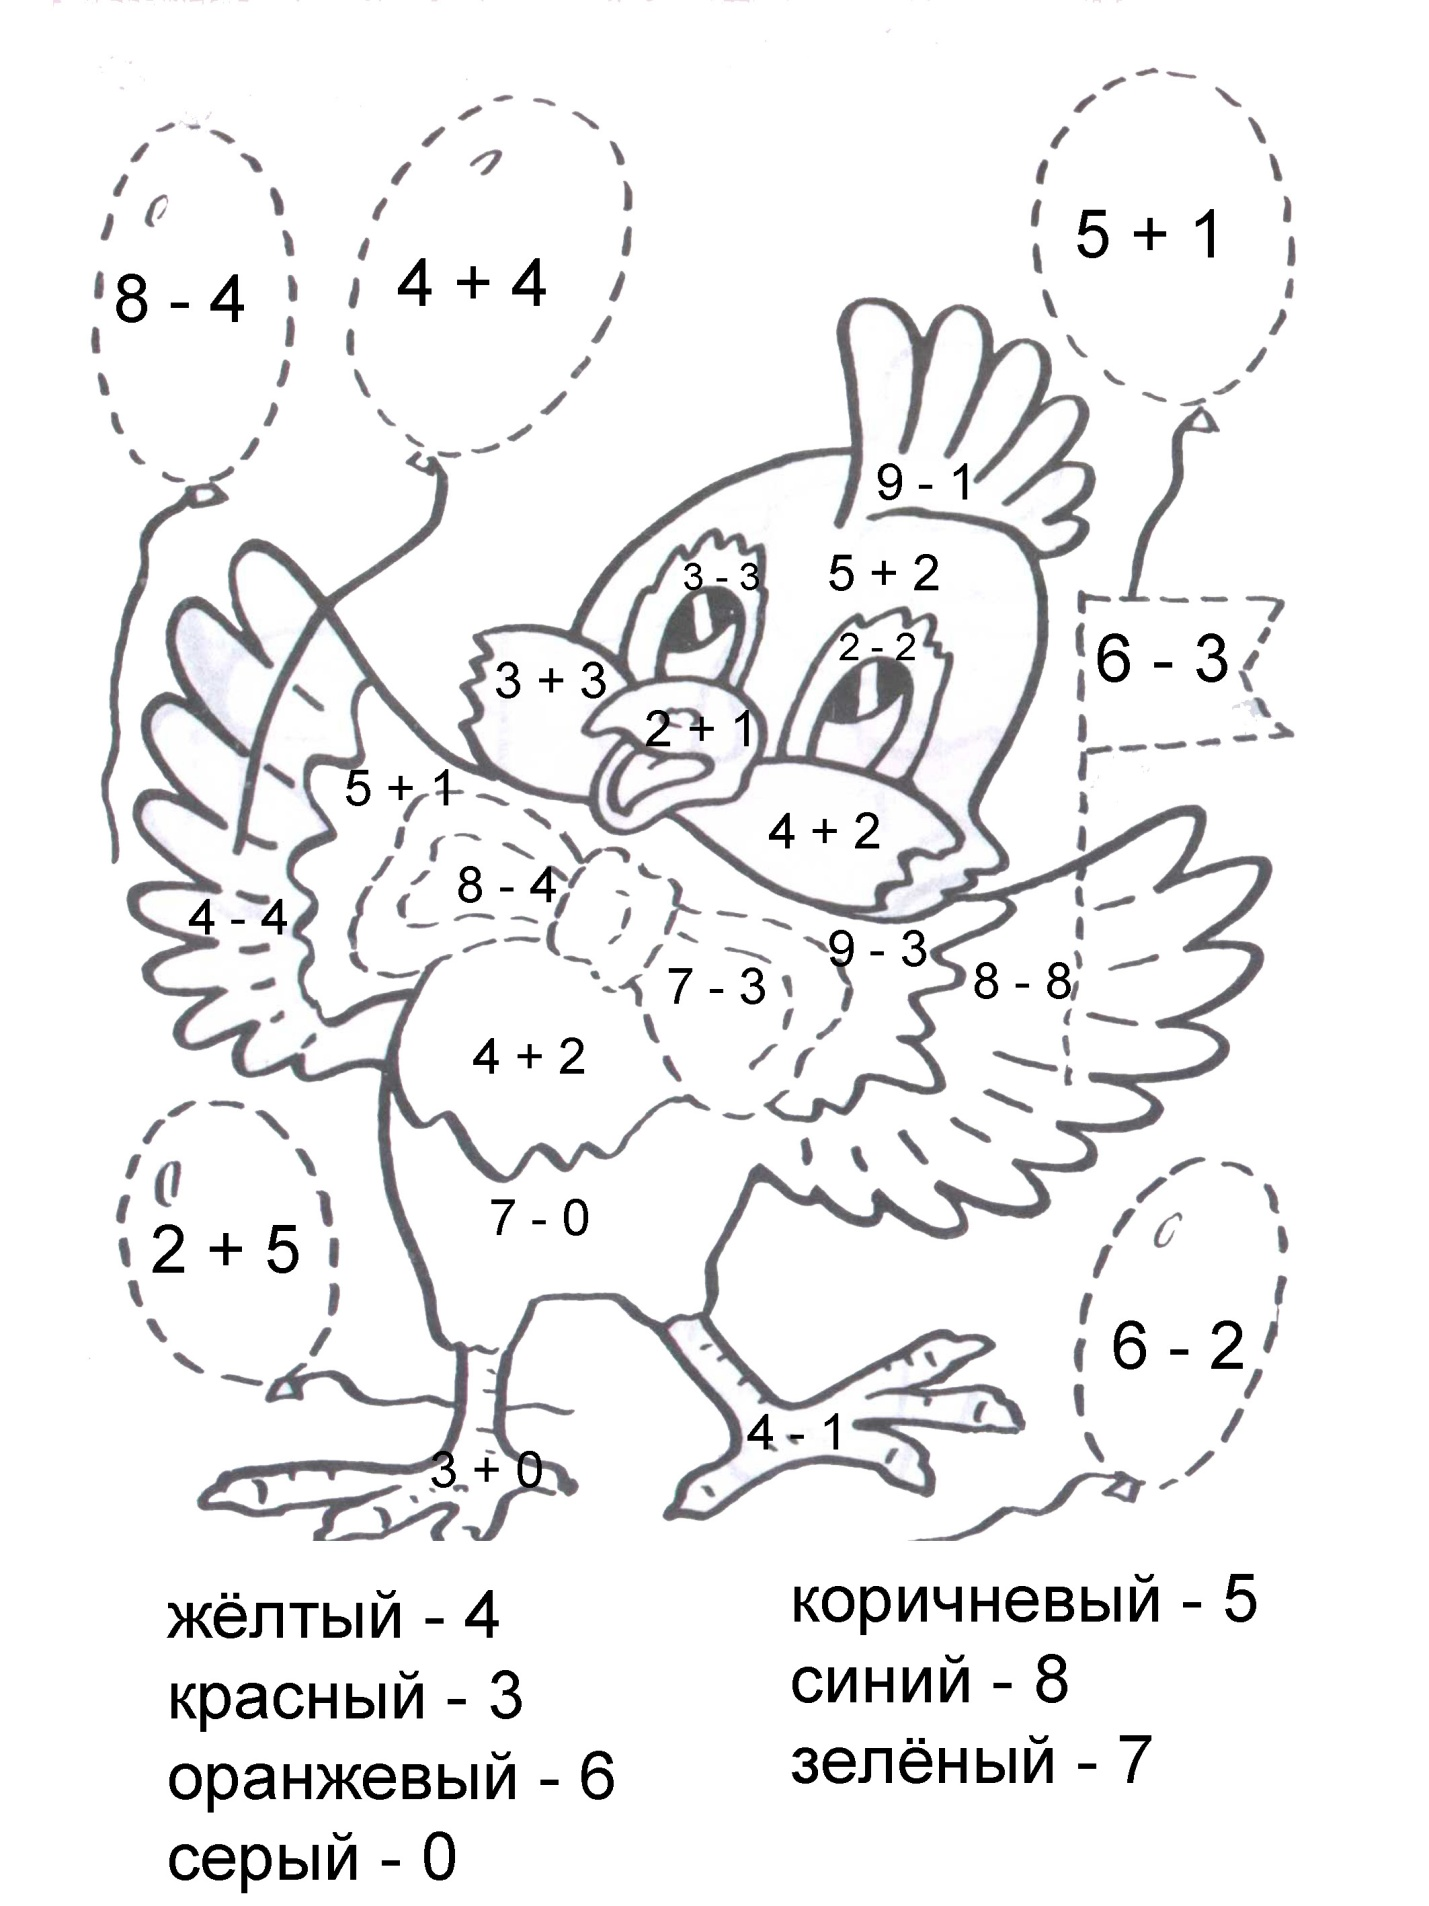 5 + 1
4 + 4
8 - 4
9 - 1
5 + 2
3 - 3
2 - 2
6 - 3
3 + 3
2 + 1
5 + 1
4 + 2
8 - 4
4 - 4
9 - 3
8 - 8
7 - 3
4 + 2
7 - 0
2 + 5
6 - 2
4 - 1
3 + 0
жёлтый - 4
красный - 3
оранжевый - 6
серый - 0
коричневый - 5
синий - 8
зелёный - 7